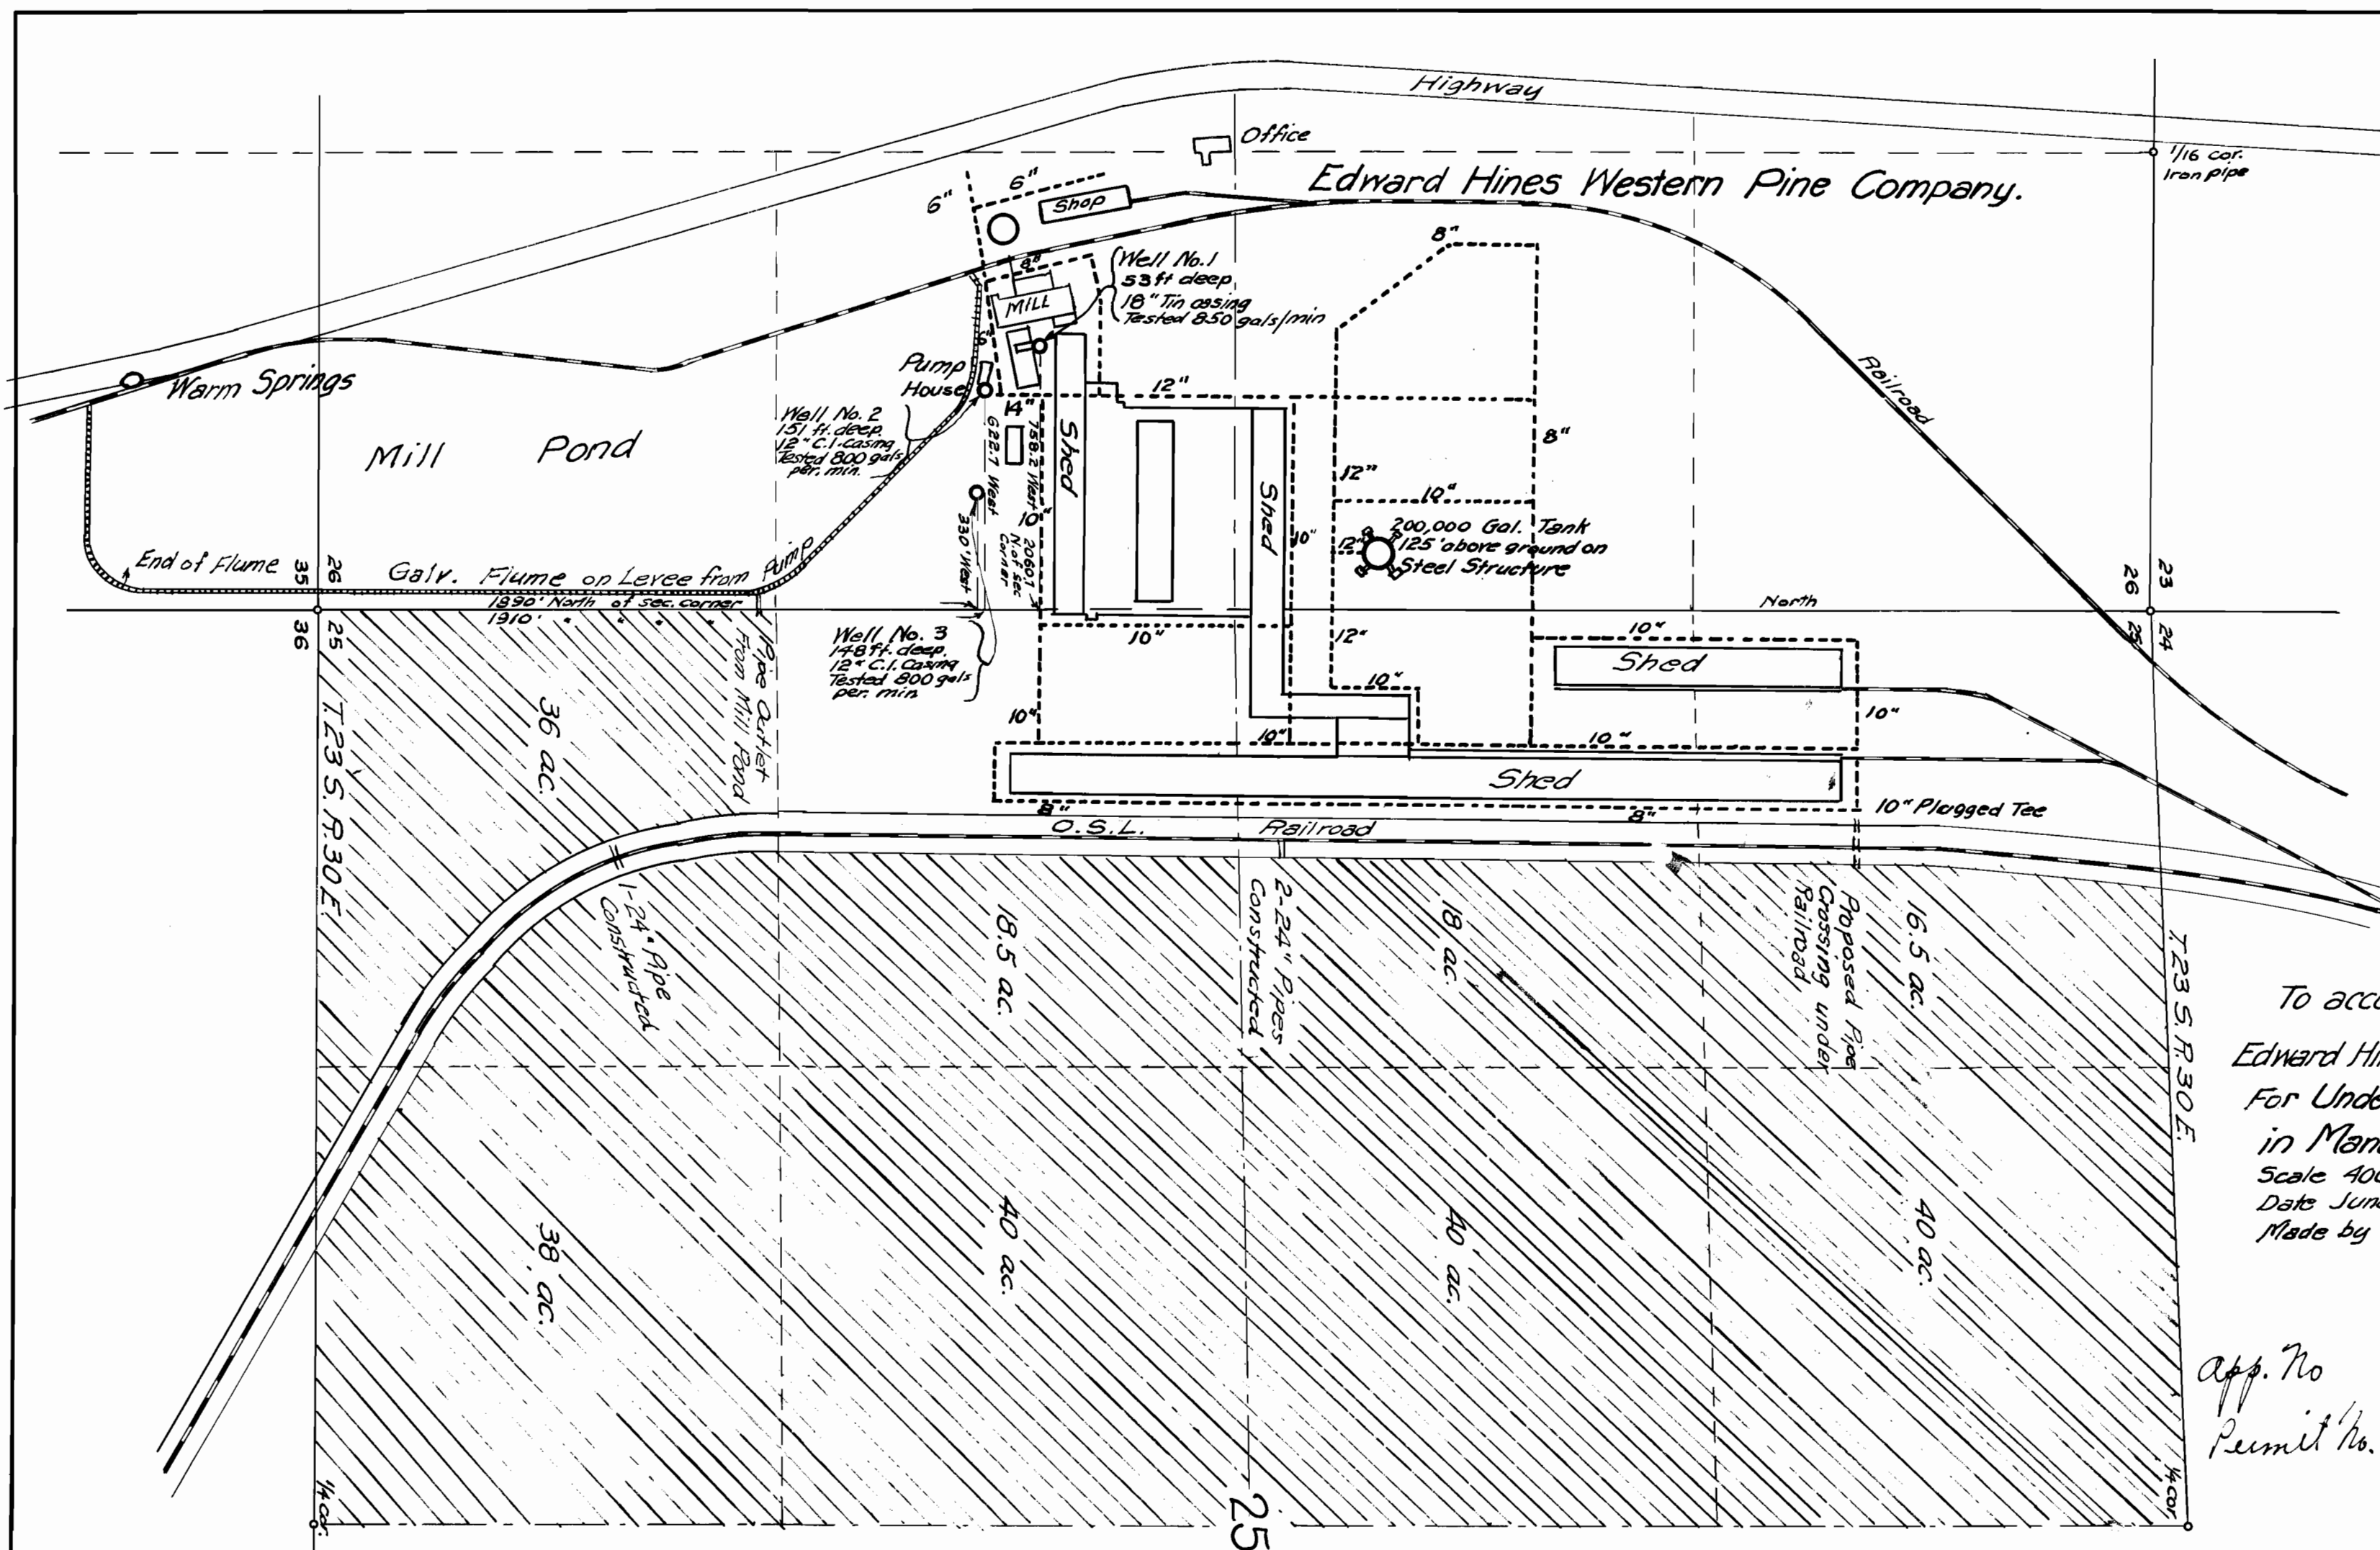 Highway
Office
1/16 cor.
Iron pipe
Edward Hines Western Pine Company.
6"
6"
Shop
8"
MILL
Well No. 1
53 ft deep
18" Tin casing
Tested 850 gals/min
8"
Railroad
Warm Springs
6"
Pump
House
12"
14"
Well No. 2
151 ft. deep
12" C.I. Casing
Tested 800 gals
per. min.
Mill Pond
622.7 West
758.2 West
Shed
Shed
8"
12"
10"
10"
10"
2060.7
N. of sec
Corner
330' West
12"
200,000 Gal. Tank
125' above ground on
Steel Structure
End of Flume
35 26
36 25
Galv. Flume on Levee from Pump
1890' North of sec. corner
1910' " " " "
North
26 23
25 24
Well No. 3
148 ft. deep.
12" C.I. Casing
Tested 800 gals
per. min
10"
12"
10"
10"
Shed
10"
10"
10"
10"
Shed
8"
8"
10" Plugged Tee
O.S.L. Railroad
T.23 S. R.30 E.
36 ac.
Pipe Outlet
From Mill Pond
1-24" Pipe
Constructed
18.5 ac.
2-24" Pipes
Constructed
18 ac.
Proposed Pipe
Crossing under
Railroad
16.5 ac.
T.23 S. R.30 E.
38 ac.
40 ac.
40 ac.
40 ac.
1/4 cor.
25
1/4 cor.
To acco
Edward Hi
For Unde
in Man
Scale 400
Date Jun
Made by
App. No
Permit No.